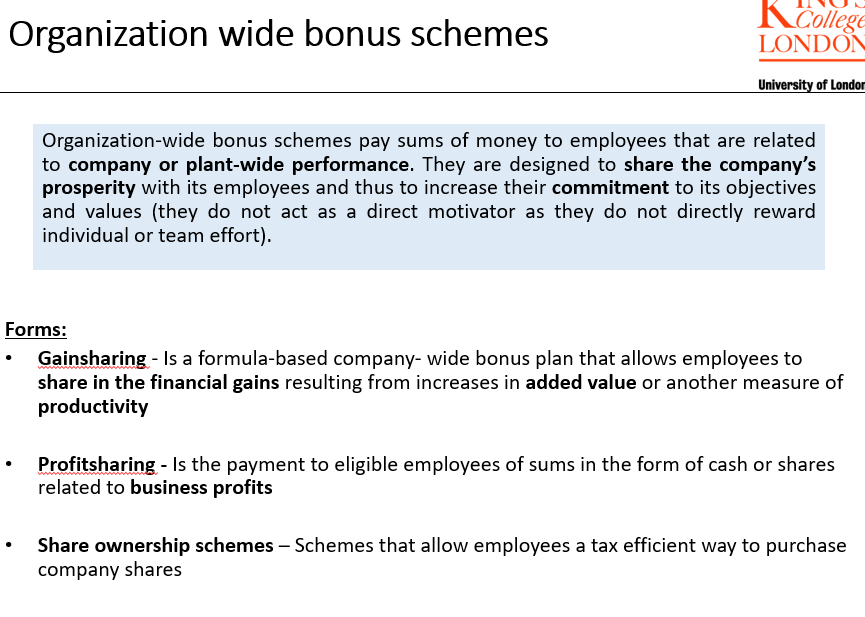 Organization wide bonus schemes
KING'S
College
LONDON
University of London
Organization-wide bonus schemes pay sums of money to employees that are related
to company or plant-wide performance. They are designed to share the company's
prosperity with its employees and thus to increase their commitment to its objectives
and values (they do not act as a direct motivator as they do not directly reward
individual or team effort).
Forms:
• Gainsharing - Is a formula-based company- wide bonus plan that allows employees to
share in the financial gains resulting from increases in added value or another measure of
productivity
• Profitsharing - Is the payment to eligible employees of sums in the form of cash or shares
related to business profits
• Share ownership schemes – Schemes that allow employees a tax efficient way to purchase
company shares